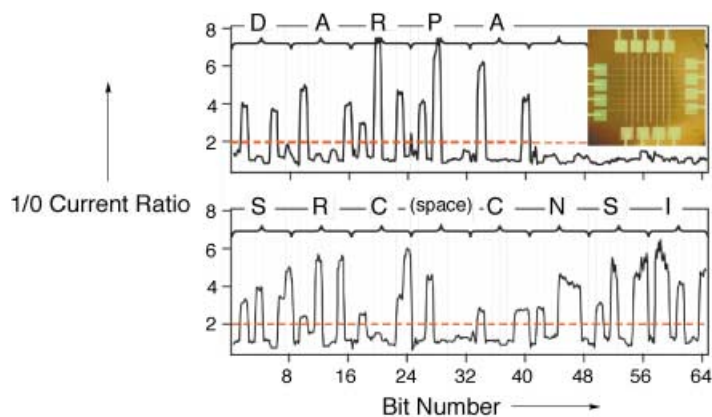 D — A — R — P — A
8
6
4
2
1/0 Current Ratio
S — R — C — (space) — C — N — S — I
8
6
4
2
8 16 24 32 40 48 56 64
Bit Number